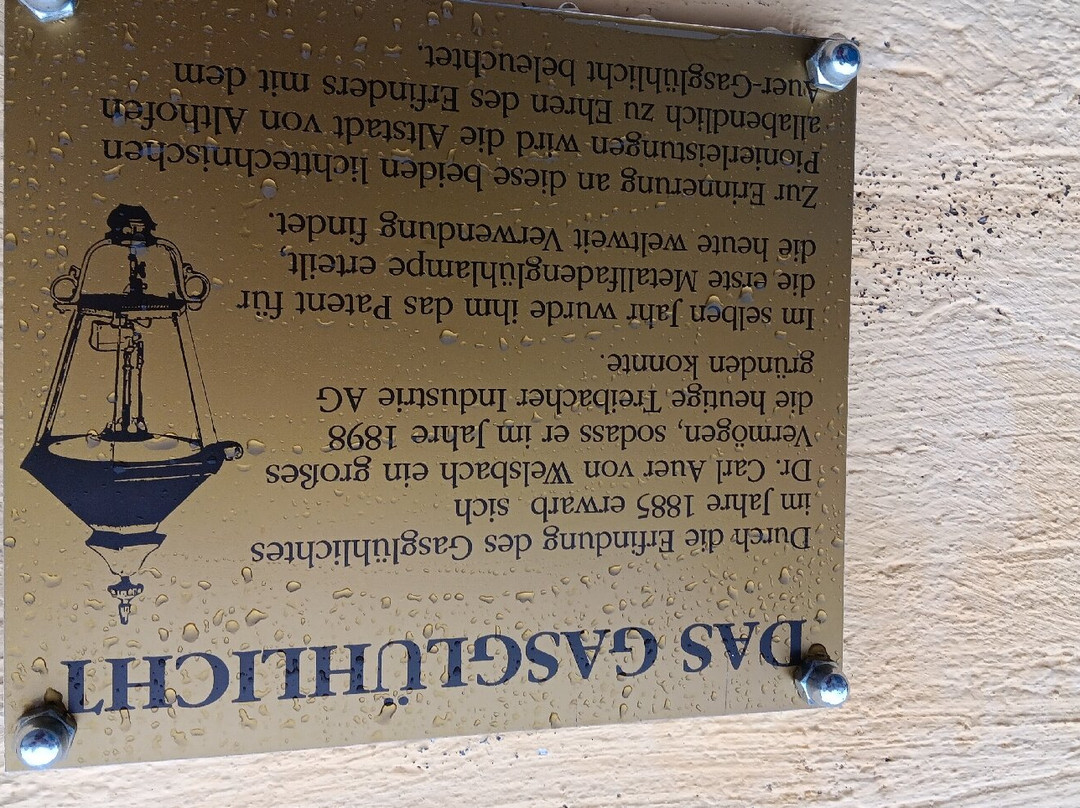 DAS GASGLÜHLICHT
Durch die Erfindung des Gasglühlichtes
im Jahre 1885 erwarb sich
Dr. Carl Auer von Welsbach ein großes
Vermögen, sodass er im Jahre 1898
die heutige Treibacher Industrie AG
gründen konnte.
Im selben Jahr wurde ihm das Patent für
die erste Metallfadenglühlampe erteilt,
die heute weltweit Verwendung findet.
Zur Erinnerung an diese beiden lichttechnischen
Pionierleistungen wird die Altstadt von Althofen
allabendlich zu Ehren des Erfinders mit dem
Auer-Gasglühlicht beleuchtet.